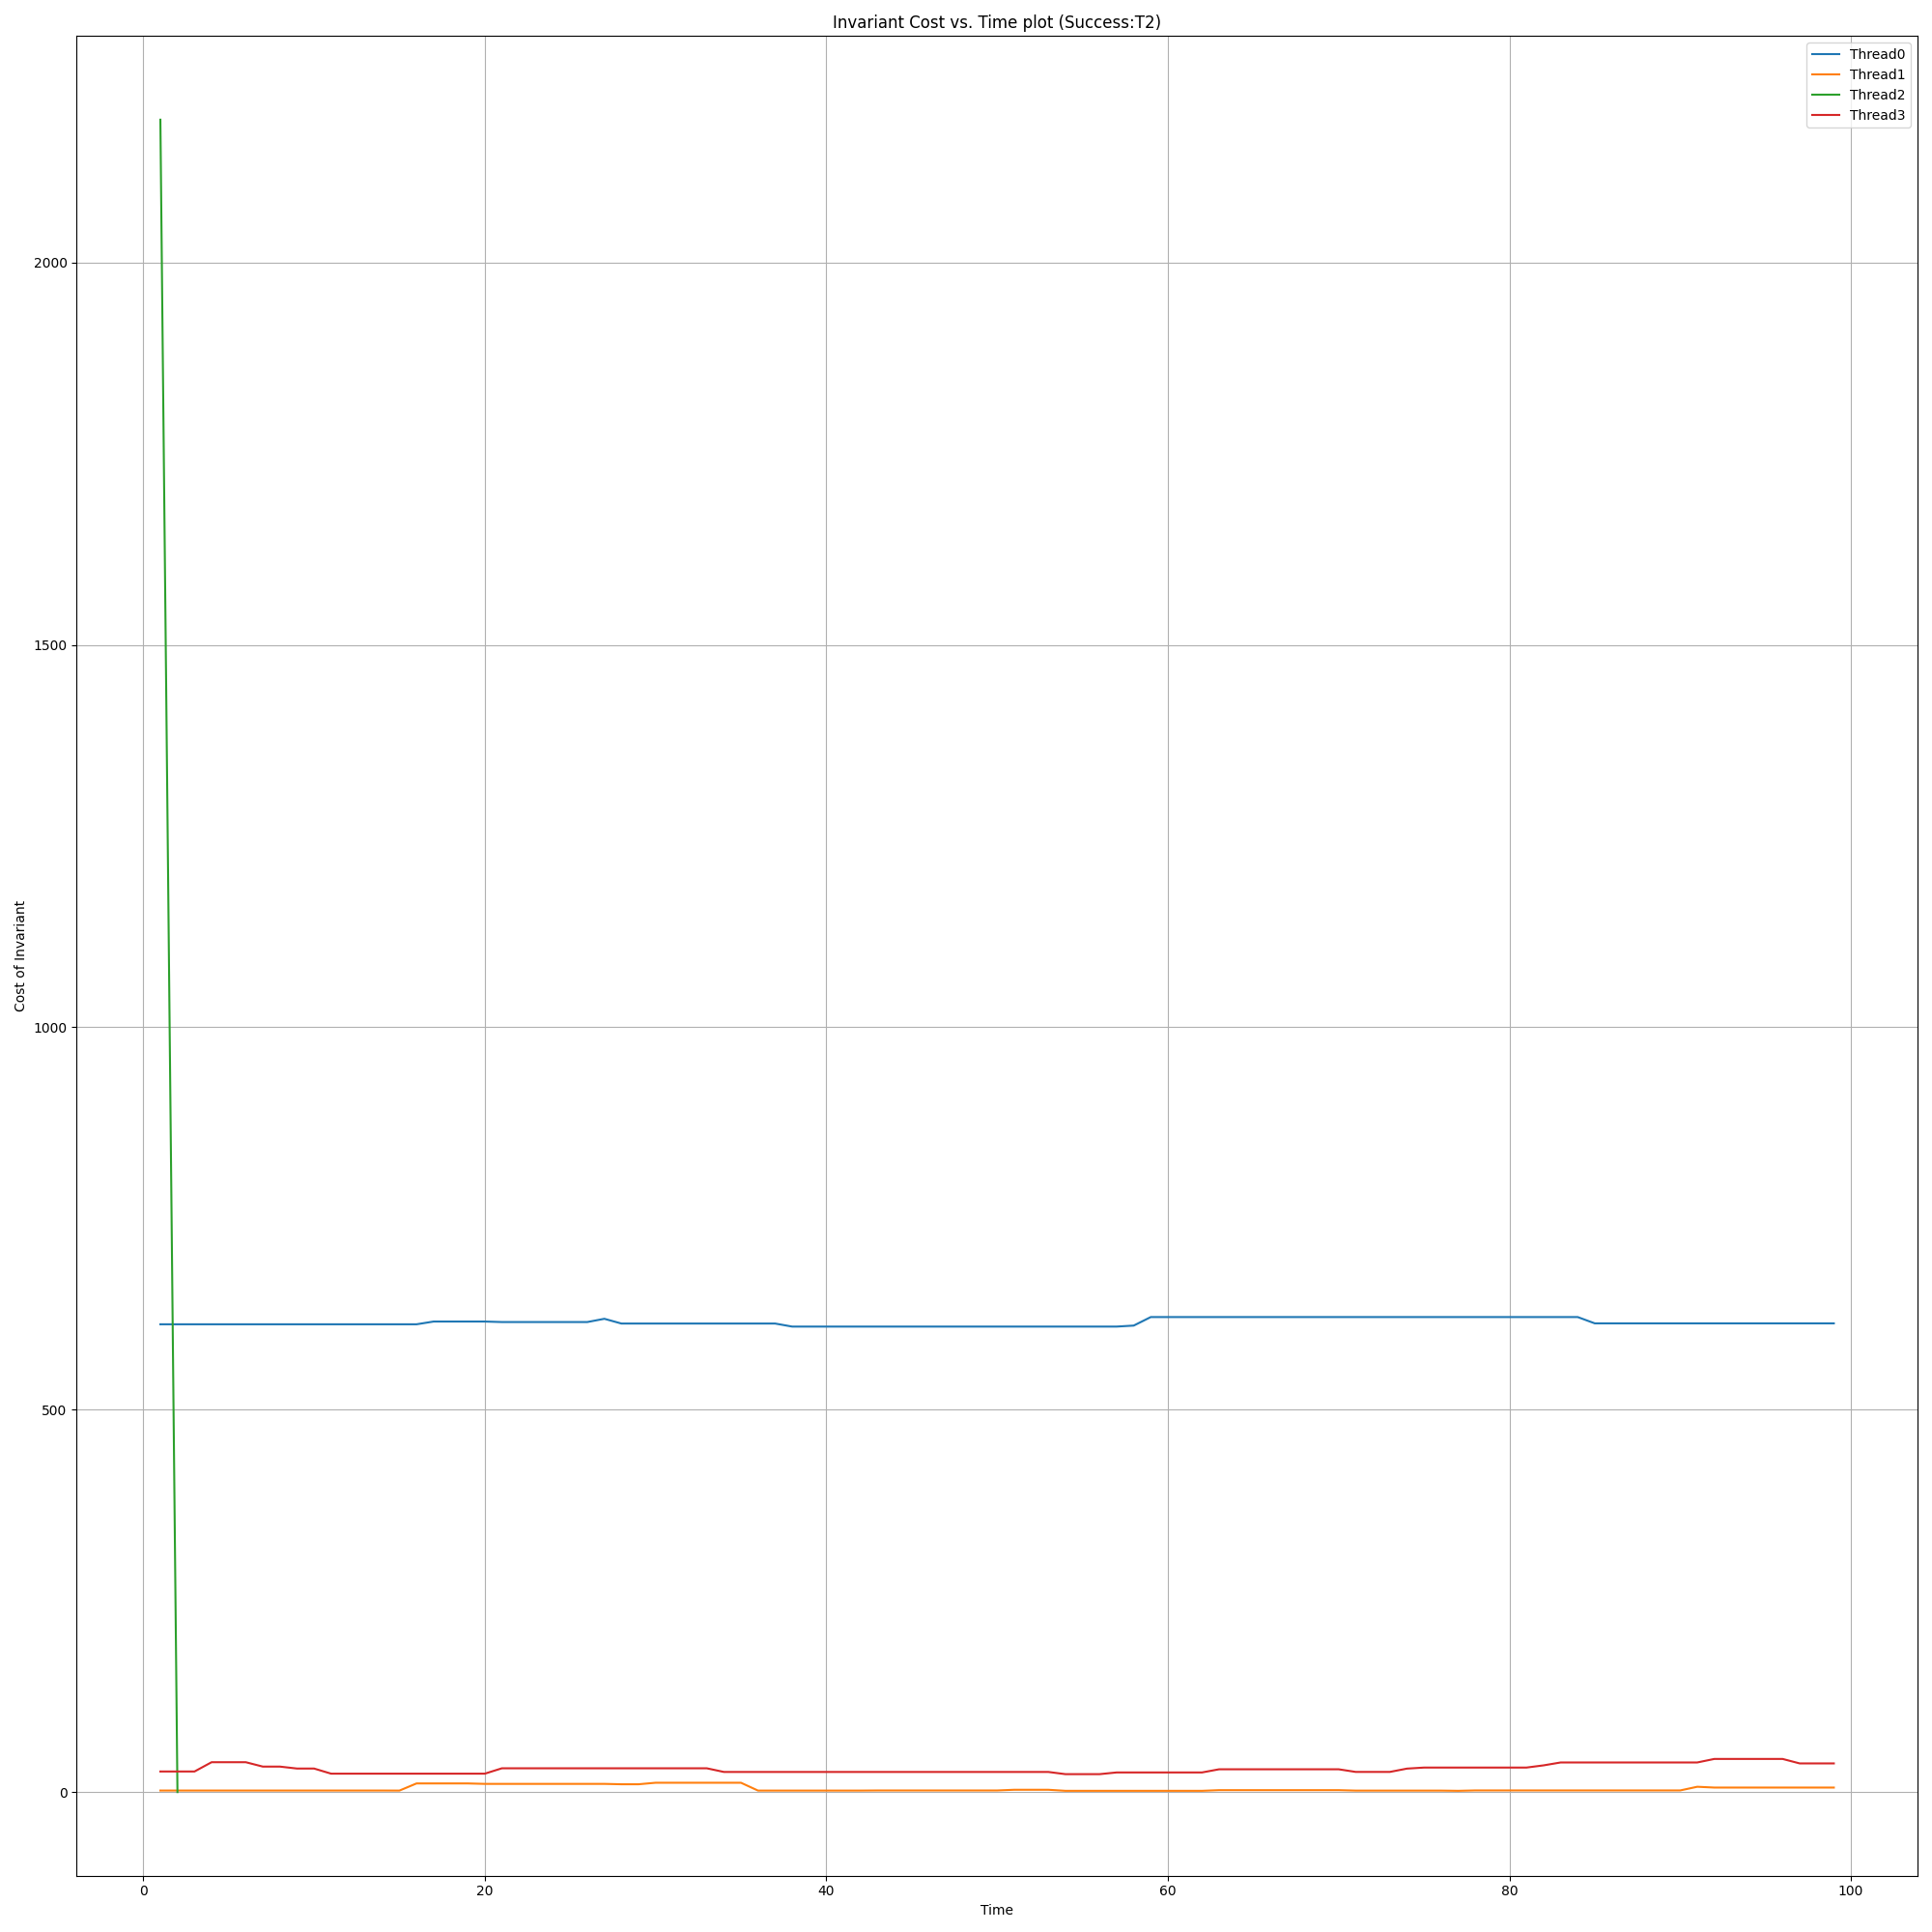 Invariant Cost vs. Time plot (Success:T2)
Thread0
Thread1
Thread2
Thread3
2000
1500
1000
500
0
Cost of Invariant
0 20 40 60 80 100
Time